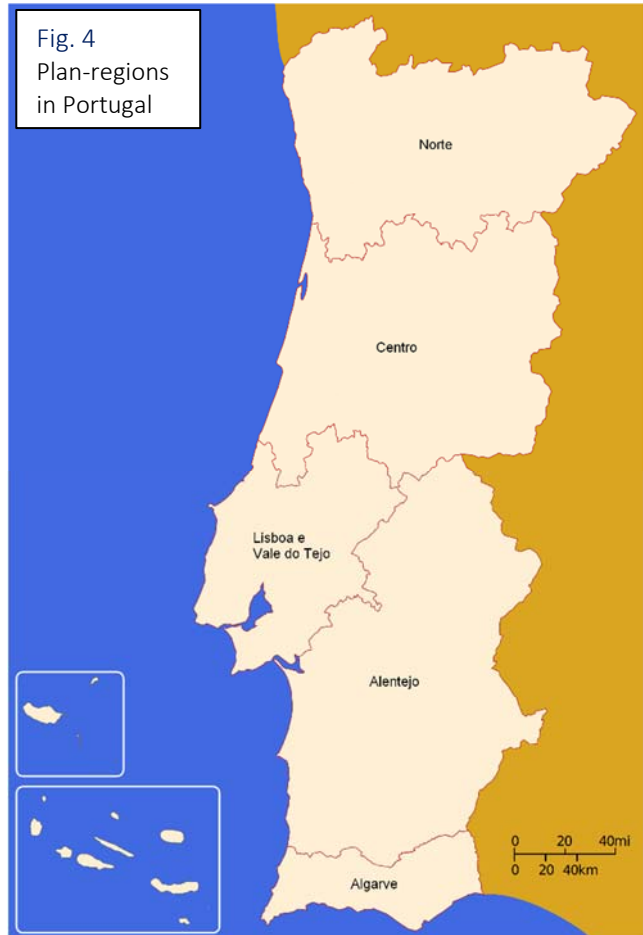 Fig. 4
Plan-regions
in Portugal
Norte
Centro
Lisboa e
Vale do Tejo
Alentejo
Algarve
0 20 40mi
0 20 40km